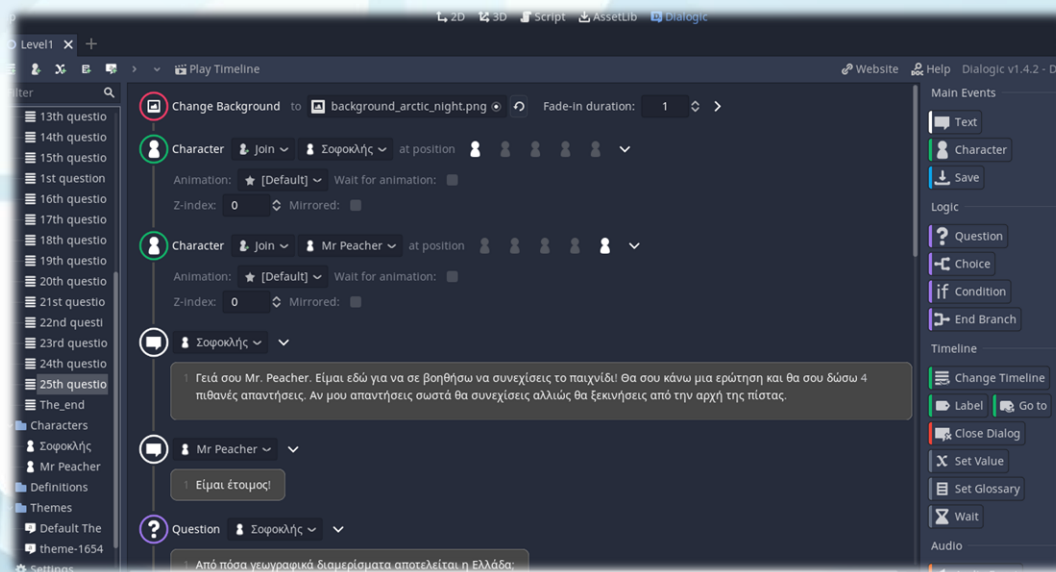 2D 3D Script AssetLib Dialogic
Level1
Play Timeline Website Help Dialogic v1.4.2 - D
13th questio
14th questio
15th questio
1st question
16th questio
17th questio
18th questio
19th questio
20th questio
21st questio
22nd questi
23rd questio
24th questio
25th questio
The_end
Characters
Σοφοκλής
Mr Peacher
Definitions
Themes
Default The
theme-1654
Settings
Change Background to background_arctic_night.png Fade-in duration: 1
Character Join Σοφοκλής at position
Animation: [Default] Wait for animation:
Z-index: 0 Mirrored:
Character Join Mr Peacher at position
Animation: [Default] Wait for animation:
Z-index: 0 Mirrored:
Σοφοκλής
1 Γειά σου Mr. Peacher. Είμαι εδώ για να σε βοηθήσω να συνεχίσεις το παιχνίδι! Θα σου κάνω μια ερώτηση και θα σου δώσω 4
πιθανές απαντήσεις. Αν μου απαντήσεις σωστά θα συνεχίσεις αλλιώς θα ξεκινήσεις από την αρχή της πίστας.
Mr Peacher
1 Είμαι έτοιμος!
Question Σοφοκλής
1 Από πόσα γεωγραφικά διαμερίσματα αποτελείται η Ελλάδα;
Main Events
Text
Character
Save
Logic
Question
Choice
Condition
End Branch
Timeline
Change Timeline
Label Go to
Close Dialog
Set Value
Set Glossary
Wait
Audio